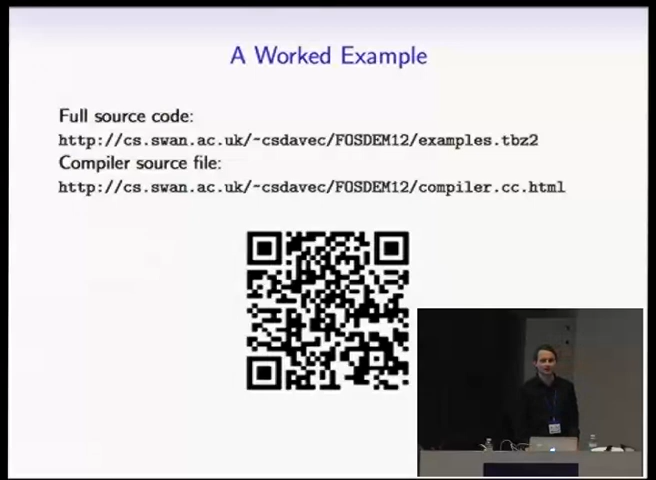 A Worked Example
Full source code:
http://cs.swan.ac.uk/~csdavec/FOSDEM12/examples.tbz2
Compiler source file:
http://cs.swan.ac.uk/~csdavec/FOSDEM12/compiler.cc.html